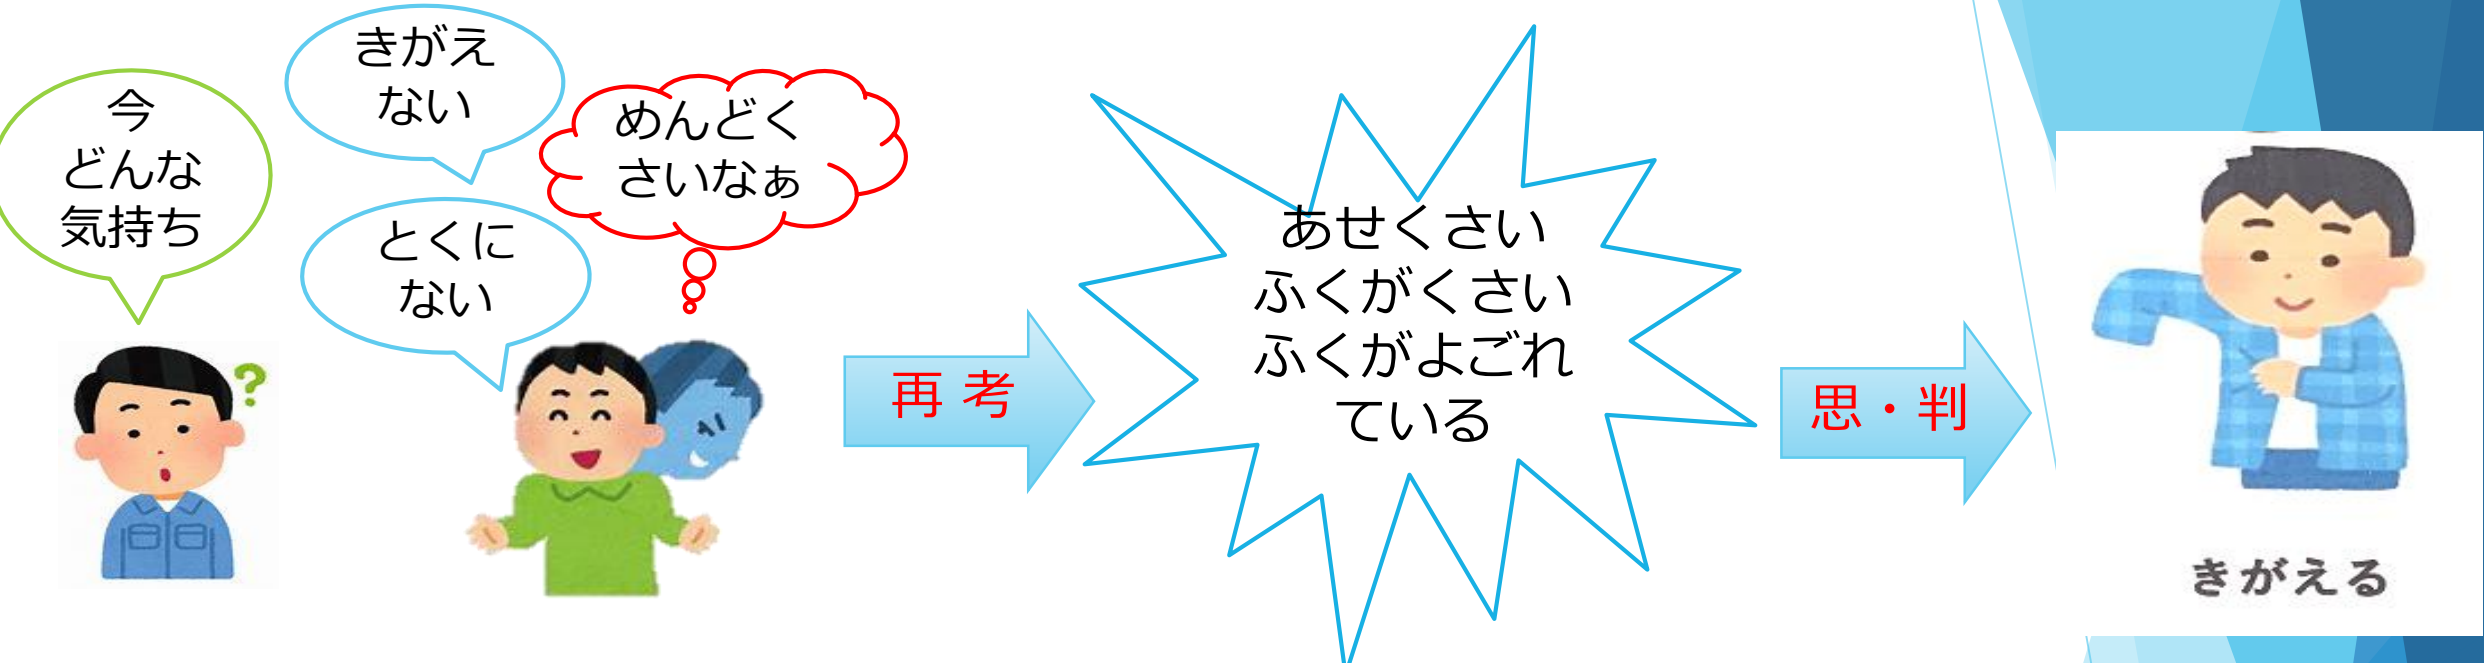 今
どんな
気持ち
きがえ
ない
とくに
ない
めんどく
さいなぁ
再 考
あせくさい
ふくがくさい
ふくがよごれ
ている
思・判
きがえる